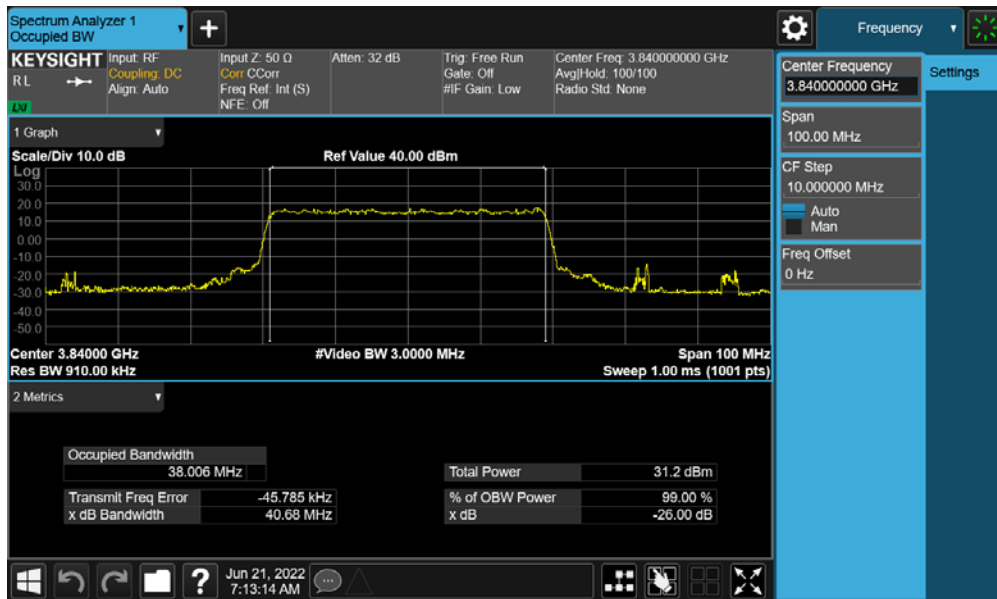 Spectrum Analyzer 1
Occupied BW
Frequency
KEYSIGHT
R L
LXI
Input: RF
Coupling: DC
Align: Auto
Input Z: 50 Ω
Corr CCorr
Freq Ref: Int (S)
NFE: Off
Atten: 32 dB
Trig: Free Run
Gate: Off
#IF Gain: Low
Center Freq: 3.840000000 GHz
Avg|Hold: 100/100
Radio Std: None
Center Frequency
3.840000000 GHz
Settings
Span
100.00 MHz
CF Step
10.000000 MHz
Auto
Man
Freq Offset
0 Hz
1 Graph
Scale/Div 10.0 dB
Ref Value 40.00 dBm
Log
30.0
20.0
10.0
0.00
-10.0
-20.0
-30.0
-40.0
-50.0
Center 3.84000 GHz
#Video BW 3.0000 MHz
Span 100 MHz
Res BW 910.00 kHz
Sweep 1.00 ms (1001 pts)
2 Metrics
Occupied Bandwidth
38.006 MHz
Total Power 31.2 dBm
Transmit Freq Error -45.785 kHz
% of OBW Power 99.00 %
x dB Bandwidth 40.68 MHz
x dB -26.00 dB
?
Jun 21, 2022
7:13:14 AM